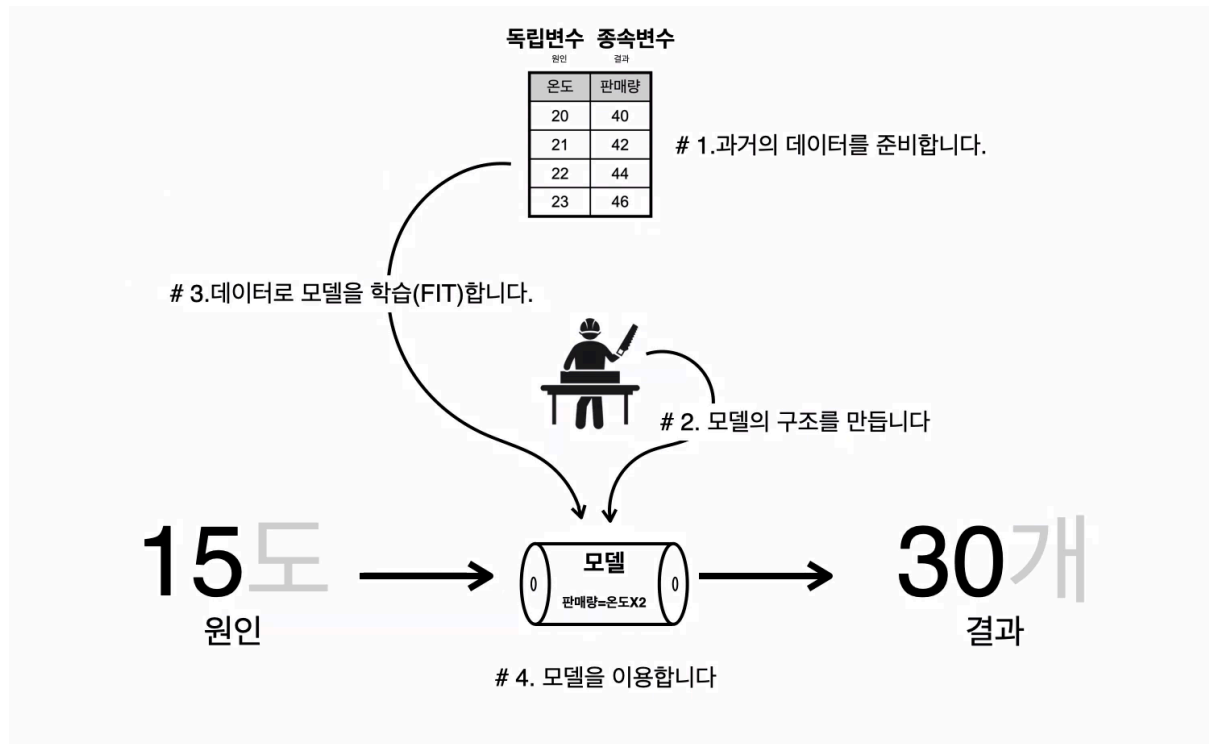 독립변수 종속변수
원인 결과
온도 판매량
20 40
21 42
22 44
23 46
# 1.과거의 데이터를 준비합니다.
# 3.데이터로 모델을 학습(FIT)합니다.
# 2. 모델의 구조를 만듭니다
15도
원인
모델
판매량=온도X2
30개
결과
# 4. 모델을 이용합니다